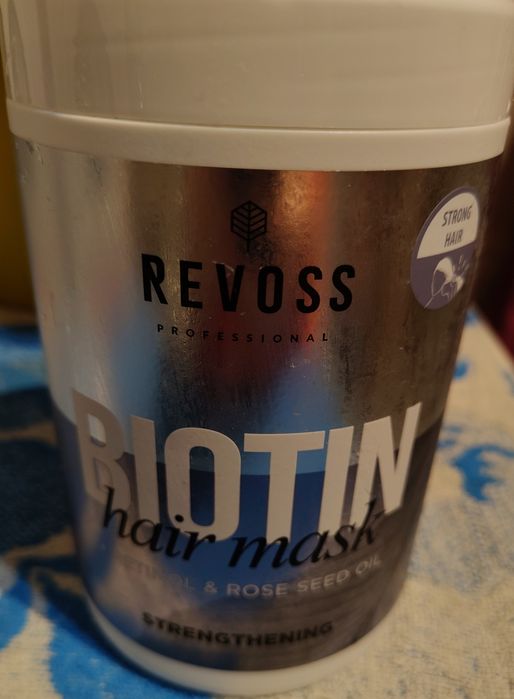 STRONG
HAIR
REVOSS
PROFESSIONAL
BIOTIN
hair mask
& ROSE SEED OIL
STRENGTHENING